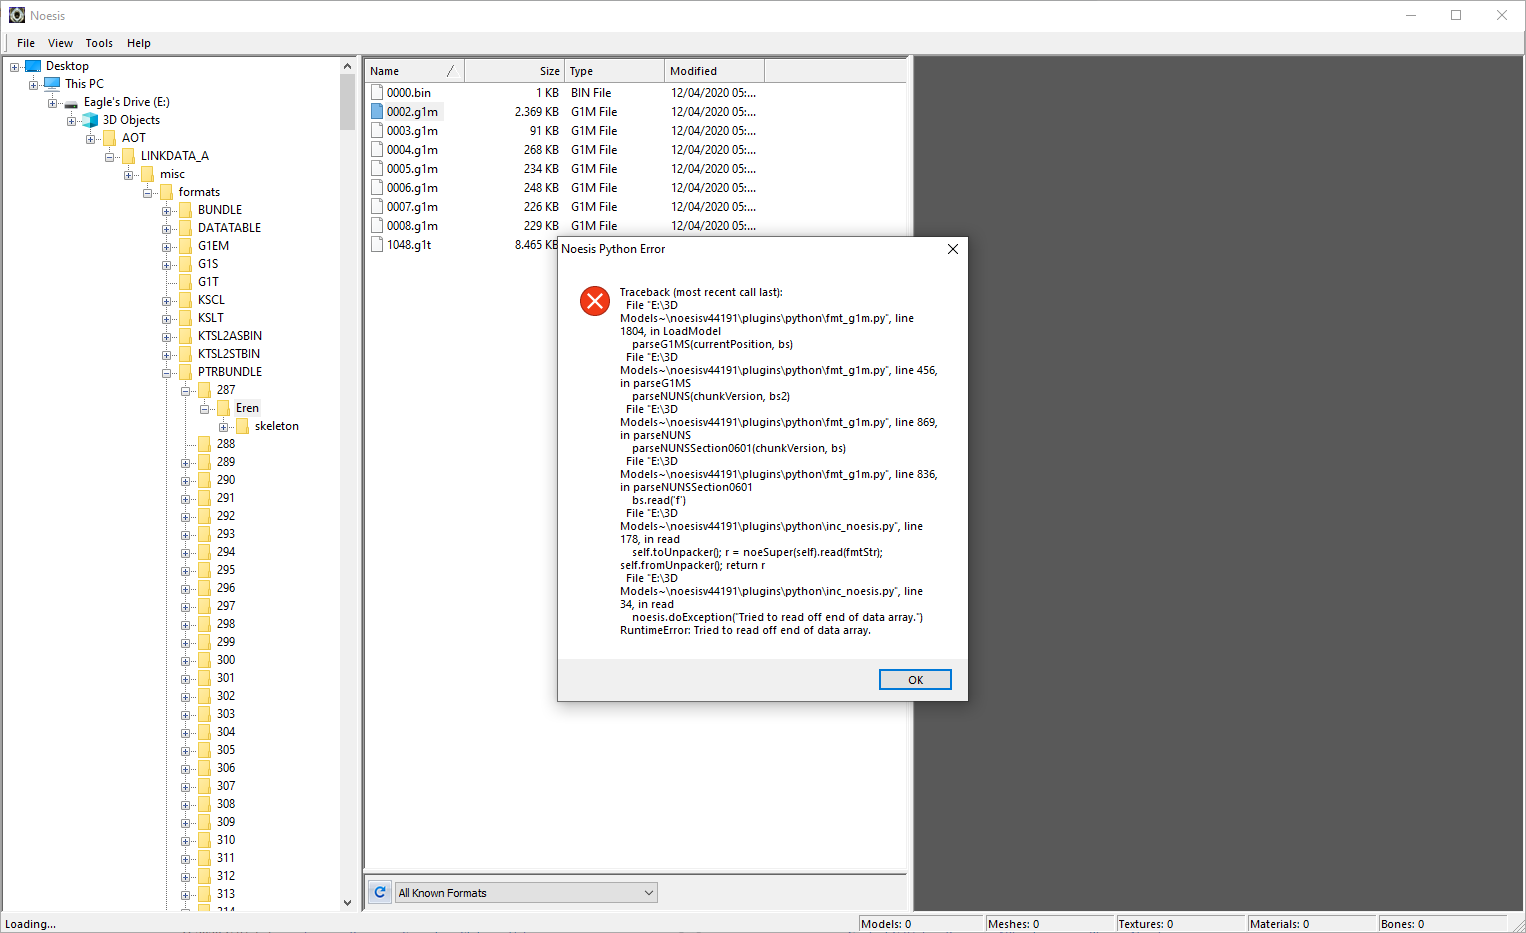 Noesis
File View Tools Help
Desktop
This PC
Eagle's Drive (E:)
3D Objects
AOT
LINKDATA_A
misc
formats
BUNDLE
DATATABLE
G1EM
G1S
G1T
KSCL
KSLT
KTSL2ASBIN
KTSL2STBIN
PTRBUNDLE
287
Eren
skeleton
288
289
290
291
292
293
294
295
296
297
298
299
300
301
302
303
304
305
306
307
308
309
310
311
312
313
314
Name Size Type Modified
0000.bin 1 KB BIN File 12/04/2020 05:...
0002.g1m 2.369 KB G1M File 12/04/2020 05:...
0003.g1m 91 KB G1M File 12/04/2020 05:...
0004.g1m 268 KB G1M File 12/04/2020 05:...
0005.g1m 234 KB G1M File 12/04/2020 05:...
0006.g1m 248 KB G1M File 12/04/2020 05:...
0007.g1m 226 KB G1M File 12/04/2020 05:...
0008.g1m 229 KB G1M File 12/04/2020 05:...
1048.g1t 8.465 KB
Noesis Python Error
Traceback (most recent call last):
File "E:\3D
Models~\noesisv44191\plugins\python\fmt_g1m.py", line
1804, in LoadModel
parseG1MS(currentPosition, bs)
File "E:\3D
Models~\noesisv44191\plugins\python\fmt_g1m.py", line 456,
in parseG1MS
parseNUNS(chunkVersion, bs2)
File "E:\3D
Models~\noesisv44191\plugins\python\fmt_g1m.py", line 869,
in parseNUNS
parseNUNSSection0601(chunkVersion, bs)
File "E:\3D
Models~\noesisv44191\plugins\python\fmt_g1m.py", line 836,
in parseNUNSSection0601
bs.read('f')
File "E:\3D
Models~\noesisv44191\plugins\python\inc_noesis.py", line
178, in read
self.toUnpacker(); r = noeSuper(self).read(fmtStr);
self.fromUnpacker(); return r
File "E:\3D
Models~\noesisv44191\plugins\python\inc_noesis.py", line
34, in read
noesis.doException("Tried to read off end of data array.")
RuntimeError: Tried to read off end of data array.
OK
All Known Formats
Loading... Models: 0 Meshes: 0 Textures: 0 Materials: 0 Bones: 0